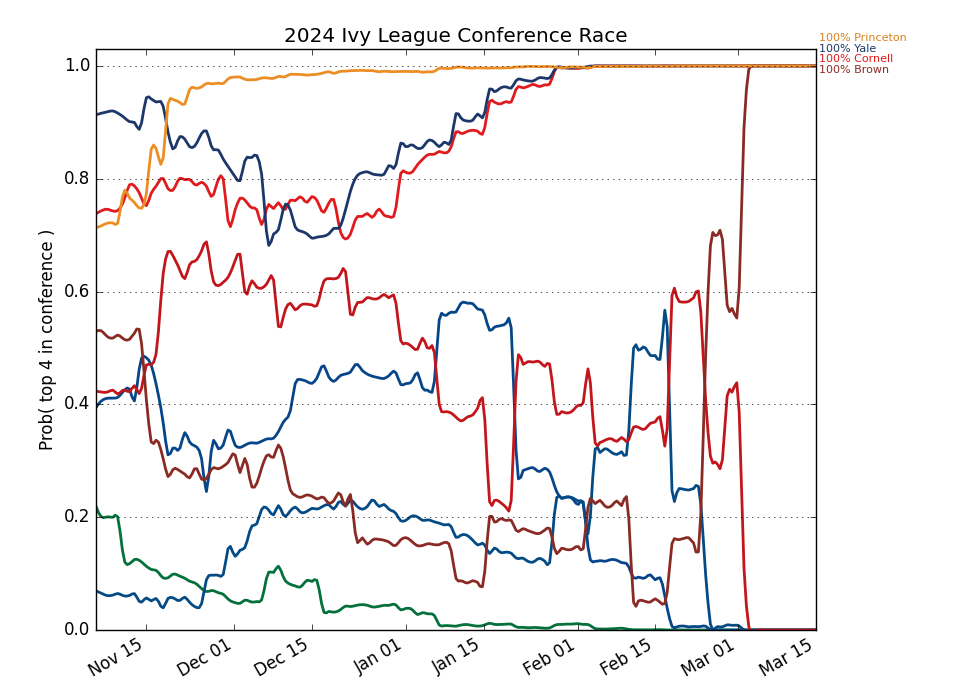 2024 Ivy League Conference Race
100% Princeton
100% Yale
100% Cornell
100% Brown
Prob( top 4 in conference )
1.0
0.8
0.6
0.4
0.2
0.0
Nov 15 Dec 01 Dec 15 Jan 01 Jan 15 Feb 01 Feb 15 Mar 01 Mar 15